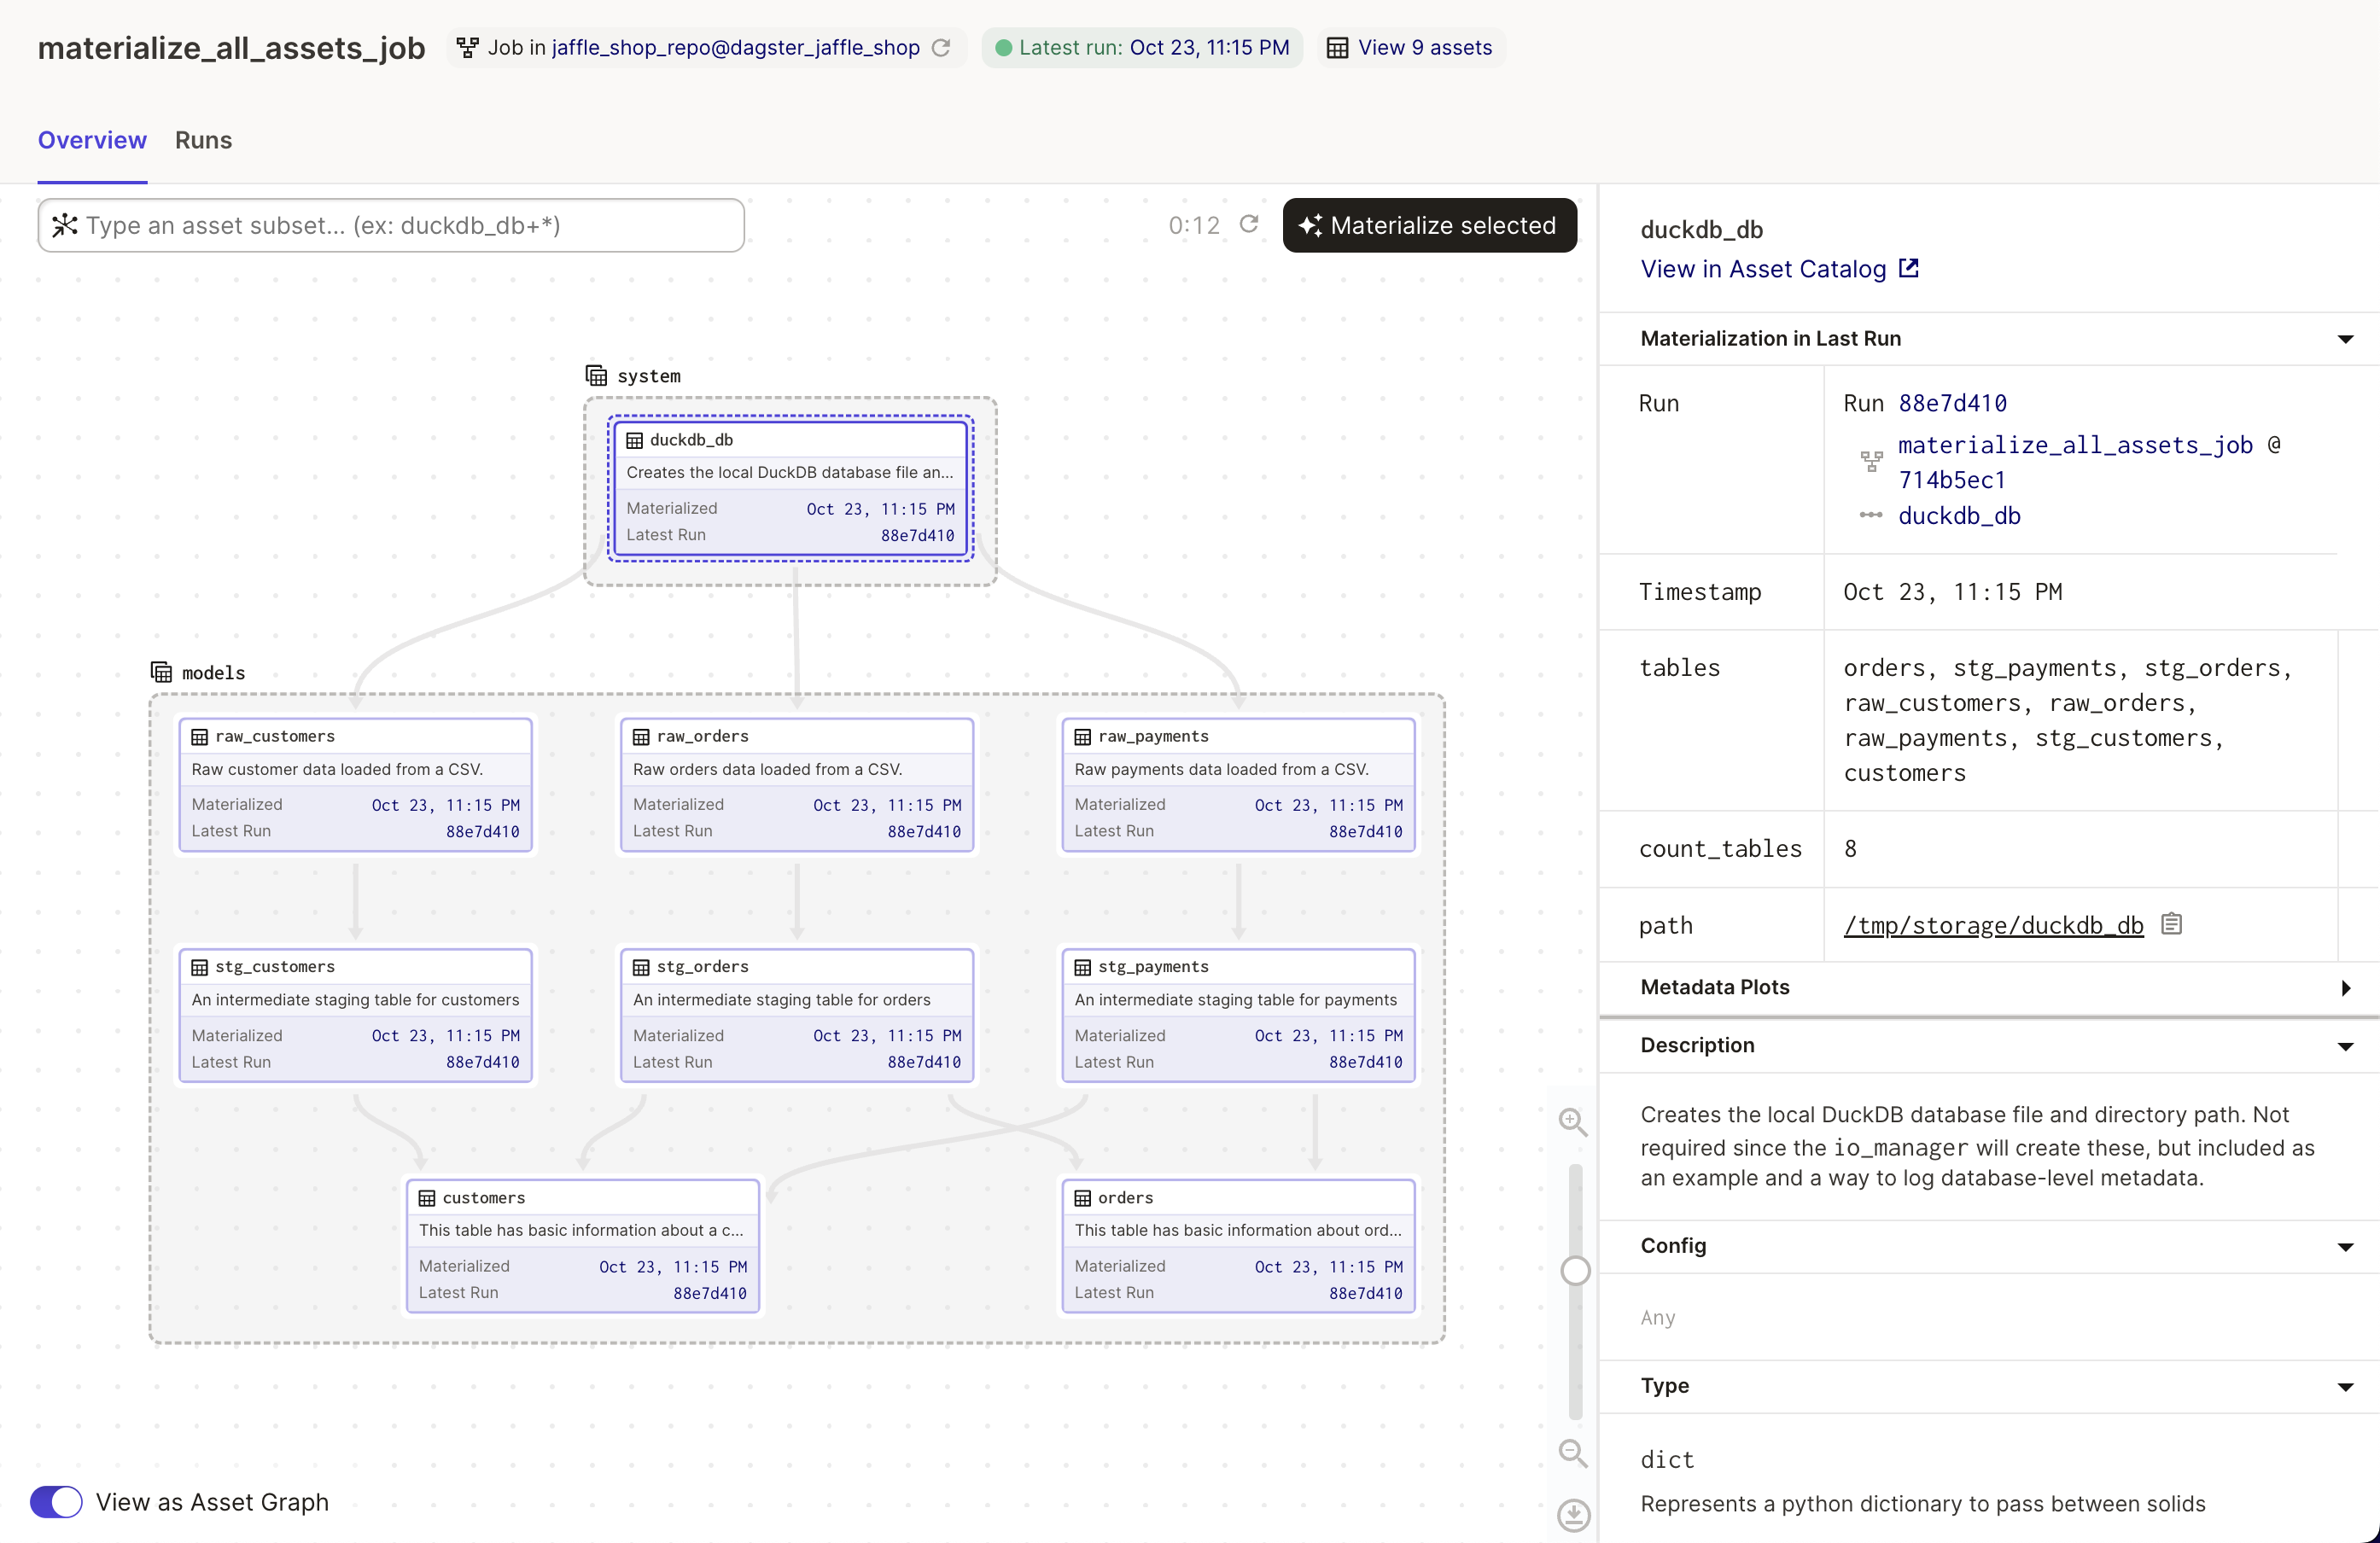 materialize_all_assets_job
Job in jaffle_shop_repo@dagster_jaffle_shop
Latest run: Oct 23, 11:15 PM
View 9 assets
Overview
Runs
Type an asset subset… (ex: duckdb_db+*)
0:12
Materialize selected
system
duckdb_db
Creates the local DuckDB database file an...
Materialized Oct 23, 11:15 PM
Latest Run 88e7d410
models
raw_customers
Raw customer data loaded from a CSV.
Materialized Oct 23, 11:15 PM
Latest Run 88e7d410
raw_orders
Raw orders data loaded from a CSV.
Materialized Oct 23, 11:15 PM
Latest Run 88e7d410
raw_payments
Raw payments data loaded from a CSV.
Materialized Oct 23, 11:15 PM
Latest Run 88e7d410
stg_customers
An intermediate staging table for customers
Materialized Oct 23, 11:15 PM
Latest Run 88e7d410
stg_orders
An intermediate staging table for orders
Materialized Oct 23, 11:15 PM
Latest Run 88e7d410
stg_payments
An intermediate staging table for payments
Materialized Oct 23, 11:15 PM
Latest Run 88e7d410
customers
This table has basic information about a c...
Materialized Oct 23, 11:15 PM
Latest Run 88e7d410
orders
This table has basic information about ord...
Materialized Oct 23, 11:15 PM
Latest Run 88e7d410
View as Asset Graph
duckdb_db
View in Asset Catalog
Materialization in Last Run
Run
Run 88e7d410
materialize_all_assets_job @
714b5ec1
duckdb_db
Timestamp
Oct 23, 11:15 PM
tables
orders, stg_payments, stg_orders,
raw_customers, raw_orders,
raw_payments, stg_customers,
customers
count_tables
8
path
/tmp/storage/duckdb_db
Metadata Plots
Description
Creates the local DuckDB database file and directory path. Not
required since the io_manager will create these, but included as
an example and a way to log database-level metadata.
Config
Any
Type
dict
Represents a python dictionary to pass between solids